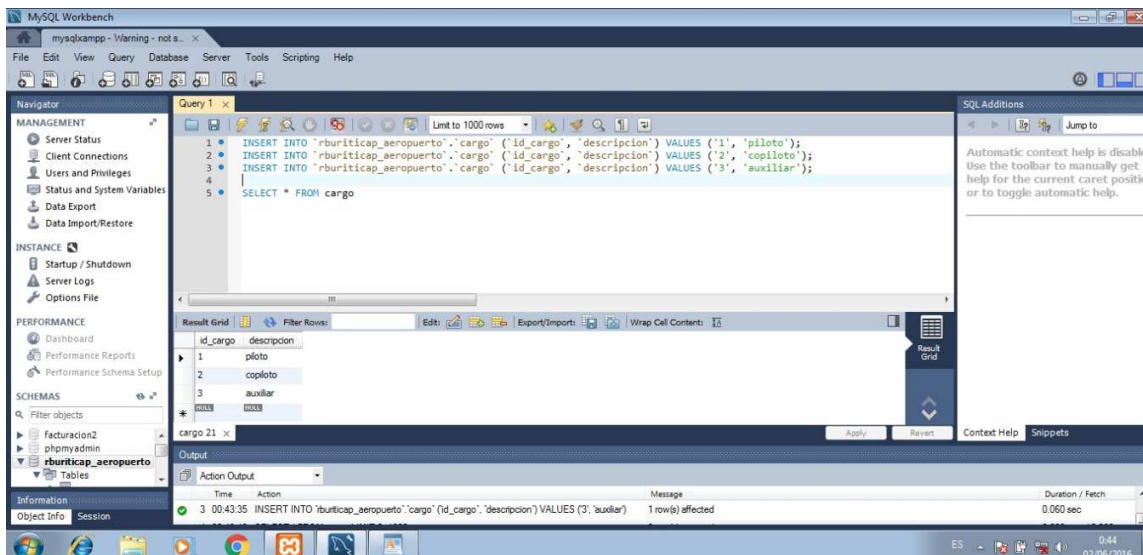 MySQL Workbench
mysqlxampp - Warning - not s...
File Edit View Query Database Server Tools Scripting Help
Navigator
MANAGEMENT
Server Status
Client Connections
Users and Privileges
Status and System Variables
Data Export
Data Import/Restore
INSTANCE
Startup / Shutdown
Server Logs
Options File
PERFORMANCE
Dashboard
Performance Reports
Performance Schema Setup
SCHEMAS
Filter objects
facturacion2
phpmyadmin
rburiticap_aeropuerto
Tables
Information
Object Info Session
Query 1
Limit to 1000 rows
1 INSERT INTO `rburiticap_aeropuerto`.`cargo` (`id_cargo`, `descripcion`) VALUES ('1', 'piloto');
2 INSERT INTO `rburiticap_aeropuerto`.`cargo` (`id_cargo`, `descripcion`) VALUES ('2', 'copiloto');
3 INSERT INTO `rburiticap_aeropuerto`.`cargo` (`id_cargo`, `descripcion`) VALUES ('3', 'auxiliar');
4
5 SELECT * FROM cargo
Result Grid Filter Rows: Edit: Export/Import: Wrap Cell Content:
id_cargo descripcion
1 piloto
2 copiloto
3 auxiliar
NULL NULL
Result Grid
cargo 21
Apply Revert
Output
Action Output
Time Action Message Duration / Fetch
3 00:43:35 INSERT INTO `rburiticap_aeropuerto`.`cargo` (`id_cargo`, `descripcion`) VALUES ('3', 'auxiliar') 1 row(s) affected 0.060 sec
SQL Additions
Jump to
Automatic context help is disable
Use the toolbar to manually get
help for the current caret positi
or to toggle automatic help.
Context Help Snippets
ES 0:44
02/06/2016